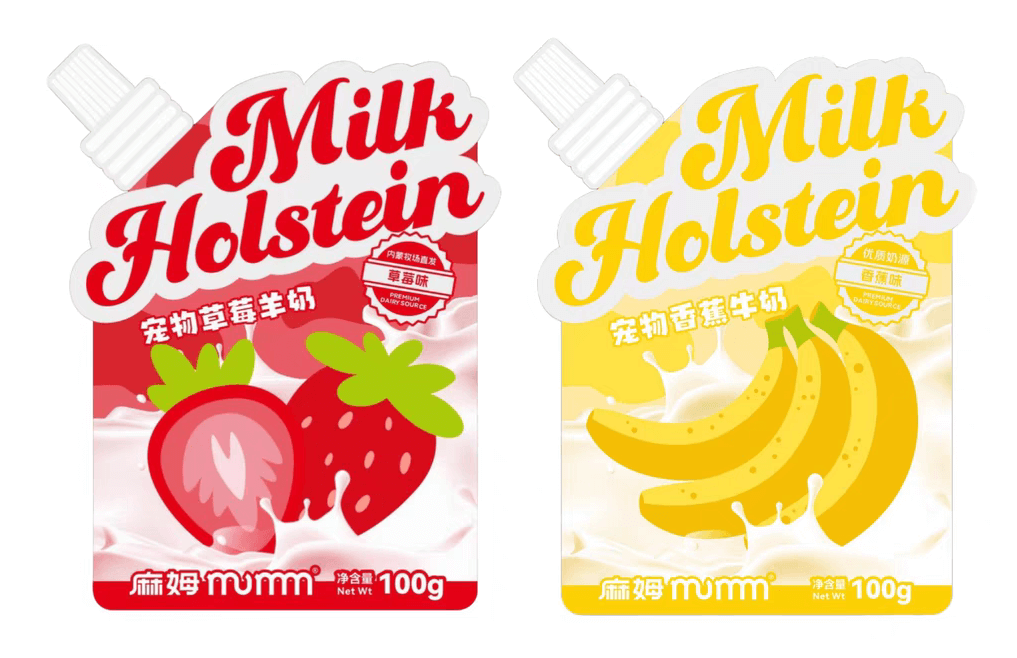 Milk
Holstein
内蒙牧场直发
草莓味
PREMIUM
DAIRY SOURCE
宠物草莓羊奶
麻姆 mumm®
净含量
Net Wt
100g
Milk
Holstein
优质奶源
香蕉味
PREMIUM
DAIRY SOURCE
宠物香蕉牛奶
麻姆 mumm®
净含量
Net Wt
100g